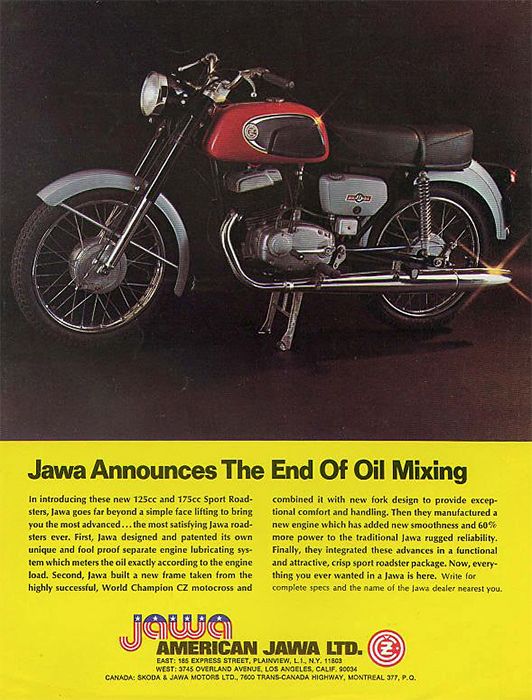 Jawa Announces The End Of Oil Mixing
In introducing these new 125cc and 175cc Sport Road-
sters, Jawa goes far beyond a simple face lifting to bring
you the most advanced...the most satisfying Jawa road-
sters ever. First, Jawa designed and patented its own
unique and fool proof separate engine lubricating sys-
tem which meters the oil exactly according to the engine
load. Second, Jawa built a new frame taken from the
highly successful, World Champion CZ motocross and
combined it with new fork design to provide excep-
tional comfort and handling. Then they manufactured a
new engine which has added new smoothness and 60%
more power to the traditional Jawa rugged reliability.
Finally, they integrated these advances in a functional
and attractive, crisp sport roadster package. Now, every-
thing you ever wanted in a Jawa is here. Write for
complete specs and the name of the Jawa dealer nearest you.
jawa
AMERICAN JAWA LTD. CZ
EAST: 185 EXPRESS STREET, PLAINVIEW, L.I., N.Y. 11803
WEST: 3745 OVERLAND AVENUE, LOS ANGELES, CALIF. 90034
CANADA: SKODA & JAWA MOTORS LTD., 7600 TRANS-CANADA HIGHWAY, MONTREAL 377, P.Q.